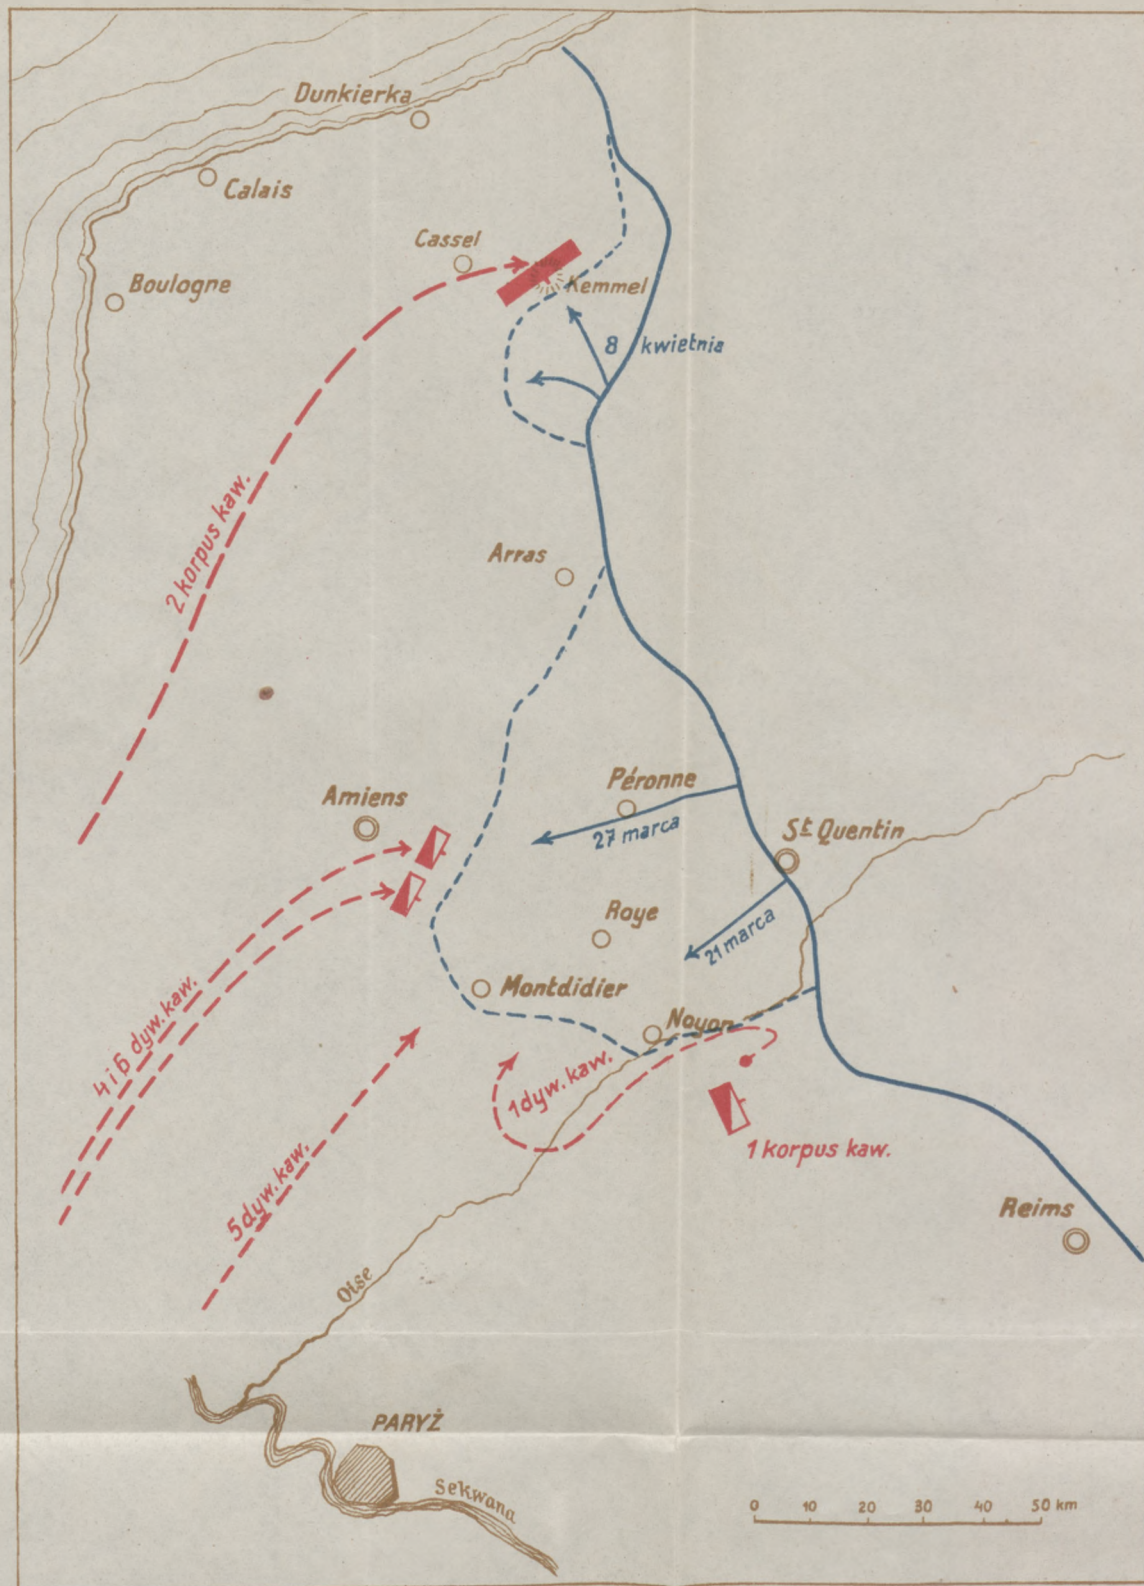 Dunkierka
Calais
Cassel
Boulogne
Kemmel
8 kwietnia
2 korpus kaw.
Arras
Amiens
Péronne
27 marca
St Quentin
Roye
21 marca
Montdidier
Noyon
4 i 6 dyw. kaw.
1 dyw. kaw.
1 korpus kaw.
5 dyw. kaw.
Reims
Oise
PARYŻ
Sekwana
0 10 20 30 40 50 km